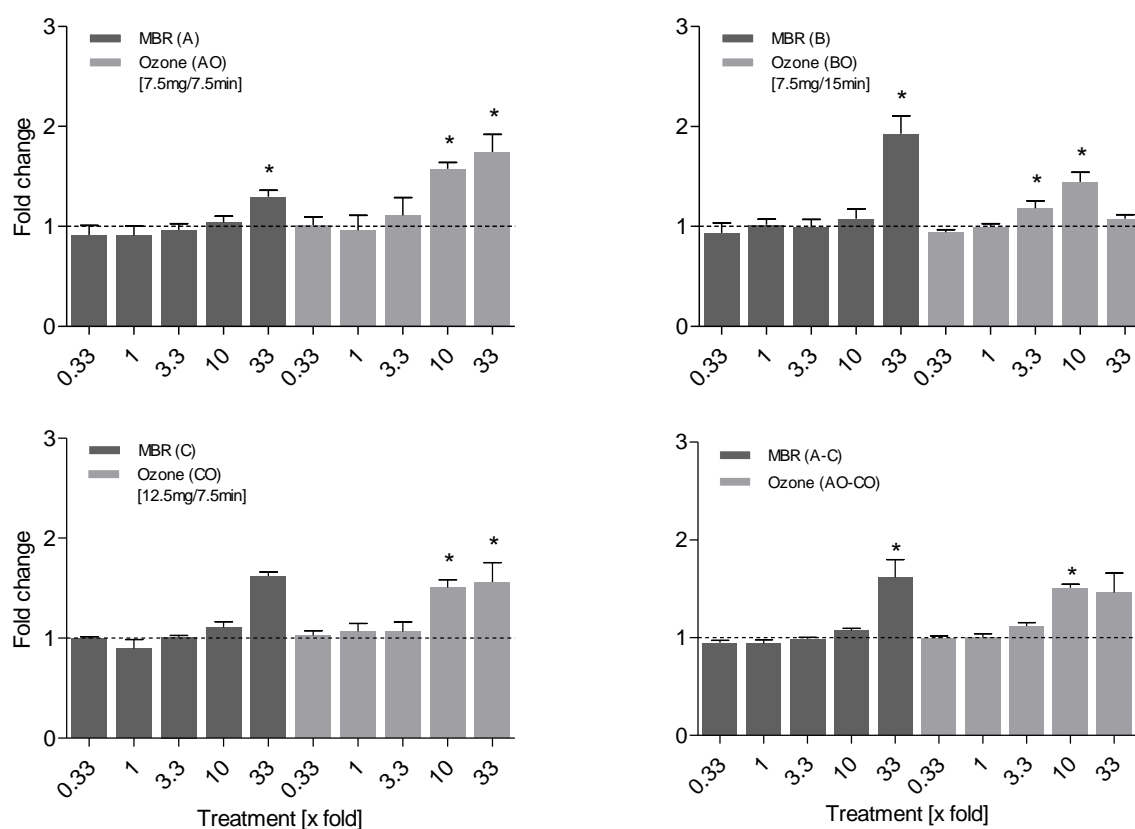 MBR (A)
Ozone (AO)
[7.5mg/7.5min]
Fold change
3
2
1
0
* * *
0.33 1 3.3 10 33 0.33 1 3.3 10 33
MBR (B)
Ozone (BO)
[7.5mg/15min]
3
2
1
0
* * *
0.33 1 3.3 10 33 0.33 1 3.3 10 33
MBR (C)
Ozone (CO)
[12.5mg/7.5min]
Fold change
3
2
1
0
* *
0.33 1 3.3 10 33 0.33 1 3.3 10 33
Treatment [x fold]
MBR (A-C)
Ozone (AO-CO)
3
2
1
0
* *
0.33 1 3.3 10 33 0.33 1 3.3 10 33
Treatment [x fold]